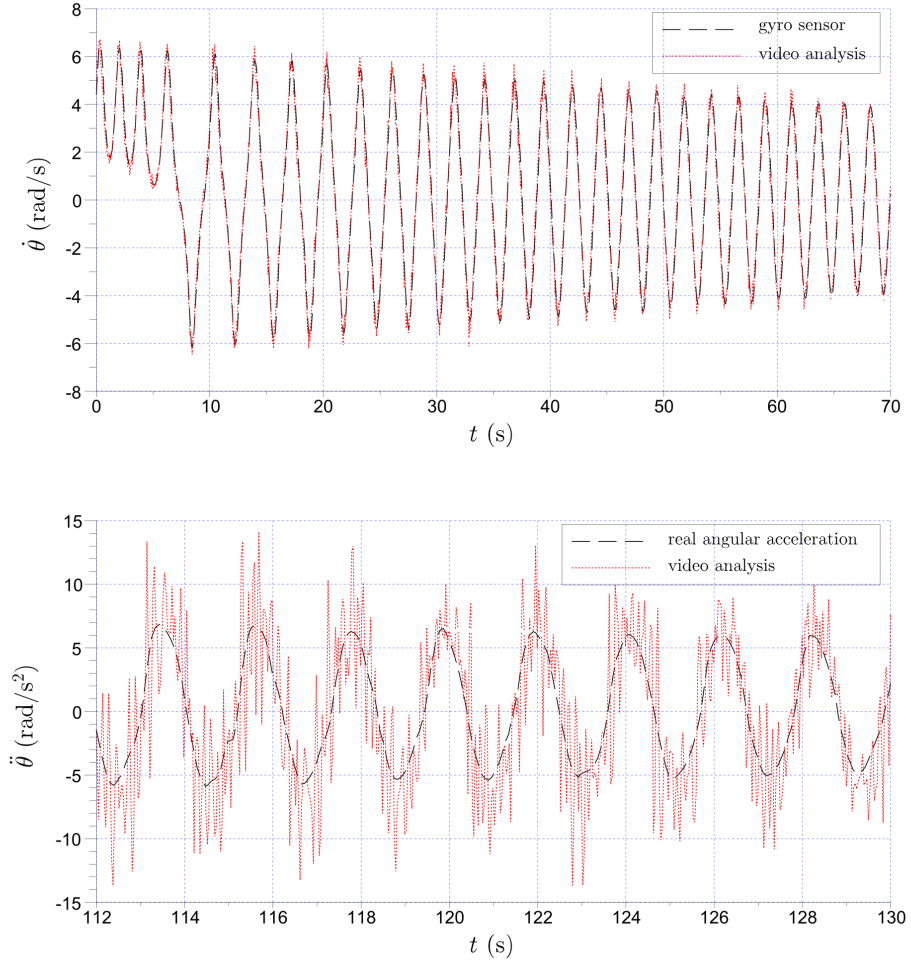 8
6
4
2
0
-2
-4
-6
-8
θ̇ (rad/s)
gyro sensor
video analysis
0 10 20 30 40 50 60 70
t (s)
15
10
5
0
-5
-10
-15
θ̈ (rad/s²)
real angular acceleration
video analysis
112 114 116 118 120 122 124 126 128 130
t (s)